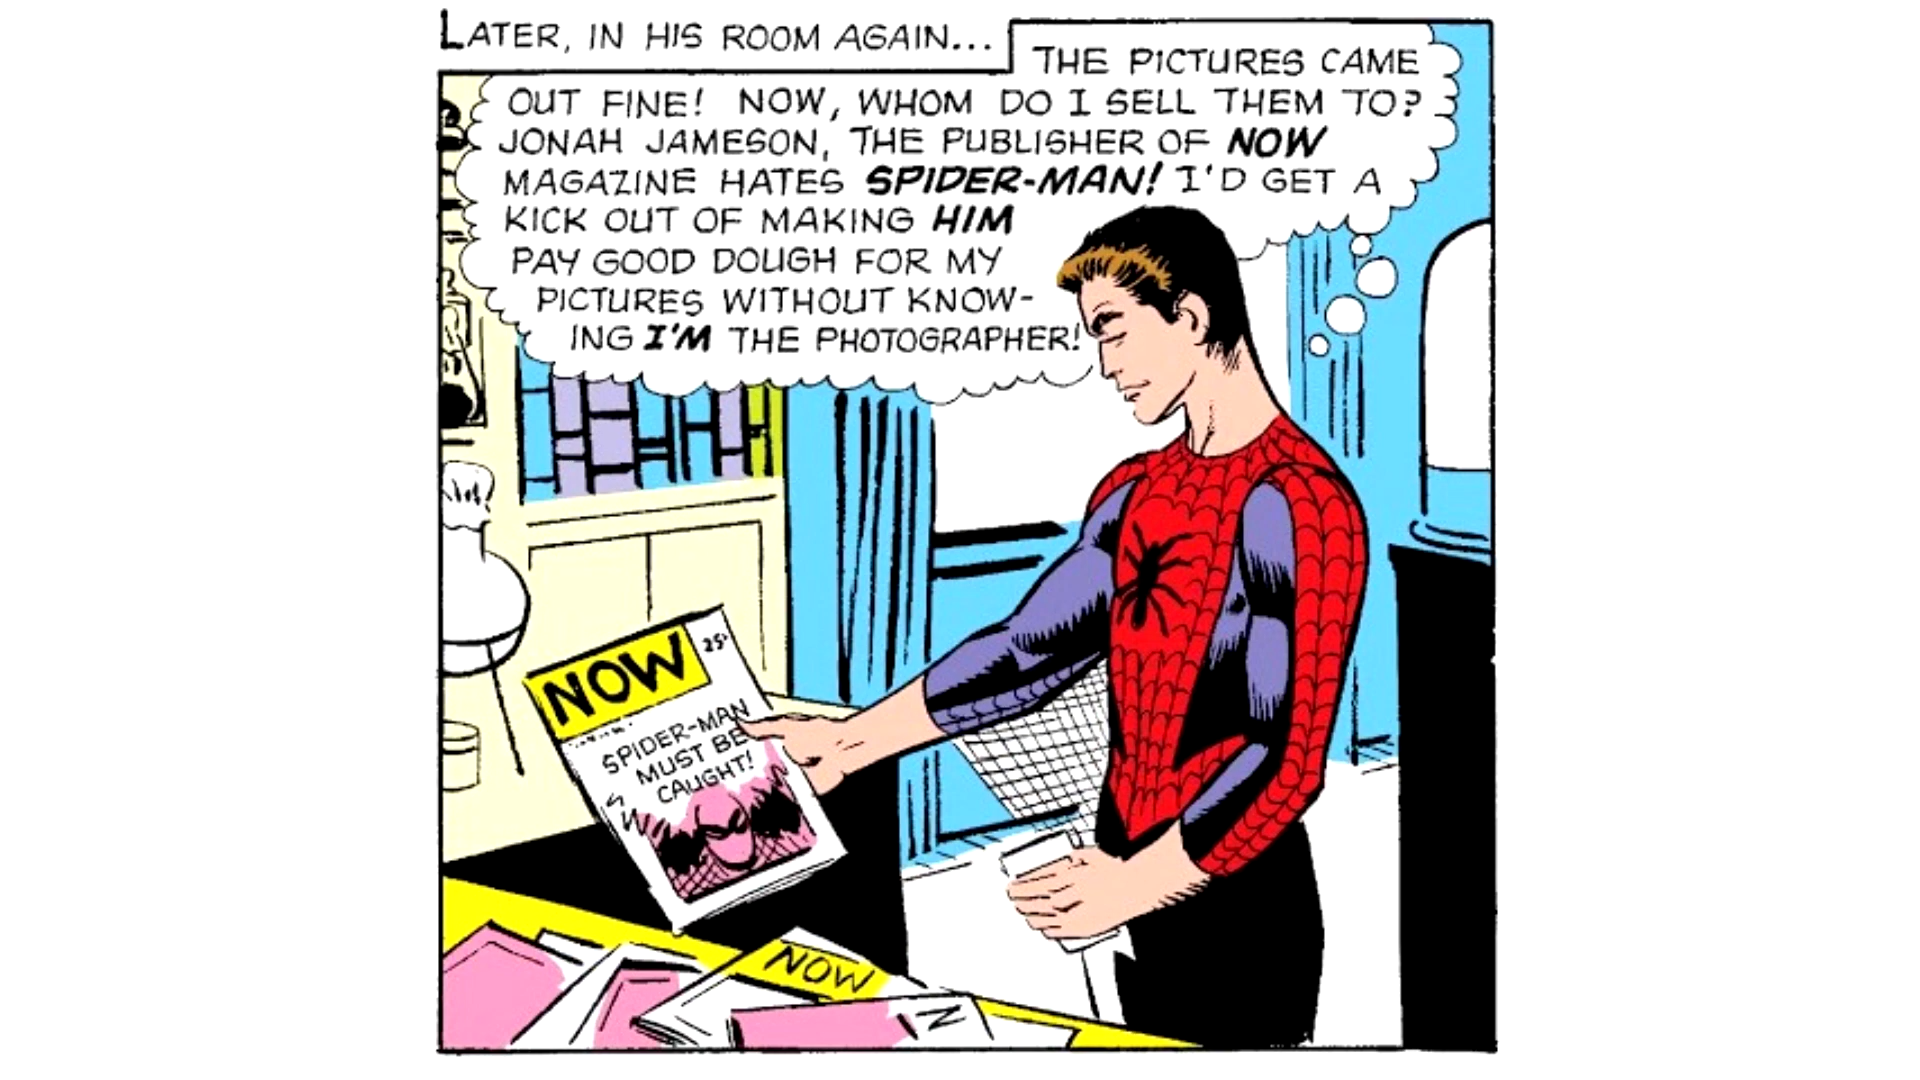 LATER, IN HIS ROOM AGAIN...
THE PICTURES CAME
OUT FINE! NOW, WHOM DO I SELL THEM TO?
JONAH JAMESON, THE PUBLISHER OF NOW
MAGAZINE HATES SPIDER-MAN! I'D GET A
KICK OUT OF MAKING HIM
PAY GOOD DOUGH FOR MY
PICTURES WITHOUT KNOW-
ING I'M THE PHOTOGRAPHER!
NOW
25¢
SPIDER-MAN
MUST BE
CAUGHT!
NOW
N